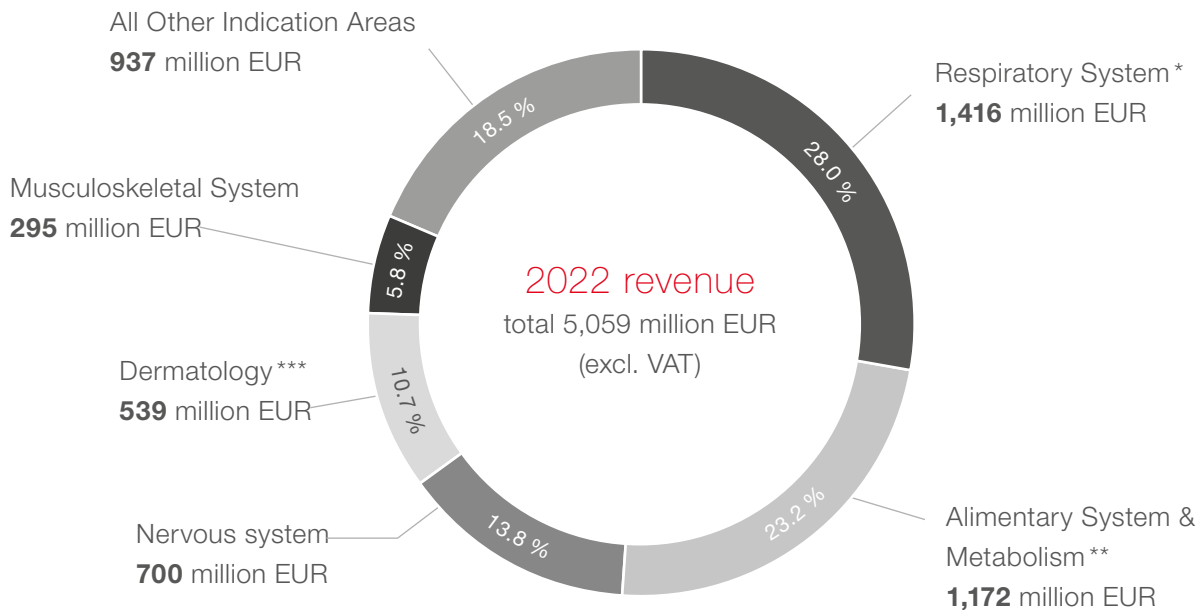 All Other Indication Areas
937 million EUR
18.5 %
Respiratory System *
1,416 million EUR
28.0 %
Musculoskeletal System
295 million EUR
5.8 %
2022 revenue
total 5,059 million EUR
(excl. VAT)
Dermatology ***
539 million EUR
10.7 %
Nervous system
700 million EUR
13.8 %
23.2 %
Alimentary System &
Metabolism **
1,172 million EUR